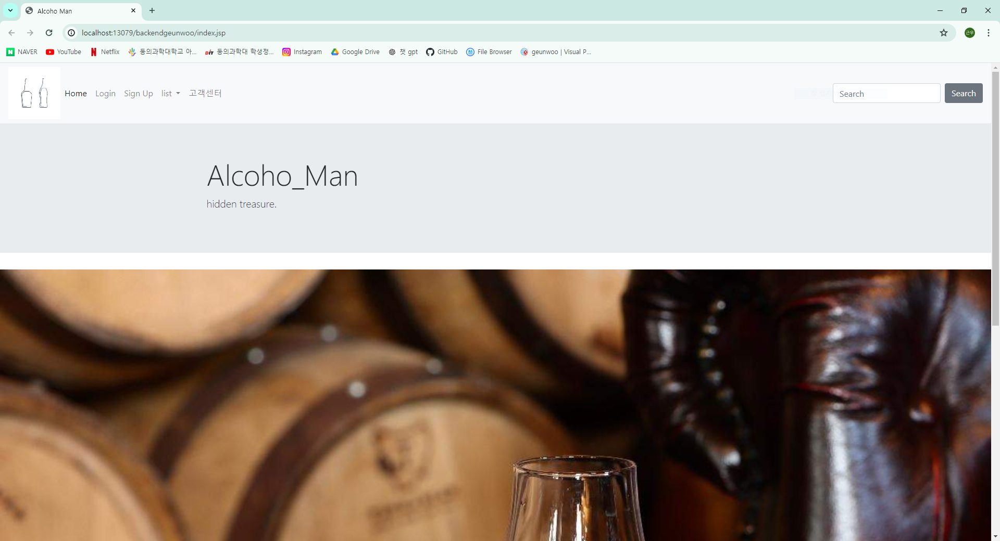 Alcoho Man
localhost:13079/backendgeunwoo/index.jsp
근우
NAVER YouTube Netflix 동의과학대학교 아... 동의과학대 학생정... Instagram Google Drive 챗 gpt GitHub File Browser geunwoo | Visual P...
Home Login Sign Up list 고객센터 Search Search
Alcoho_Man
hidden treasure.